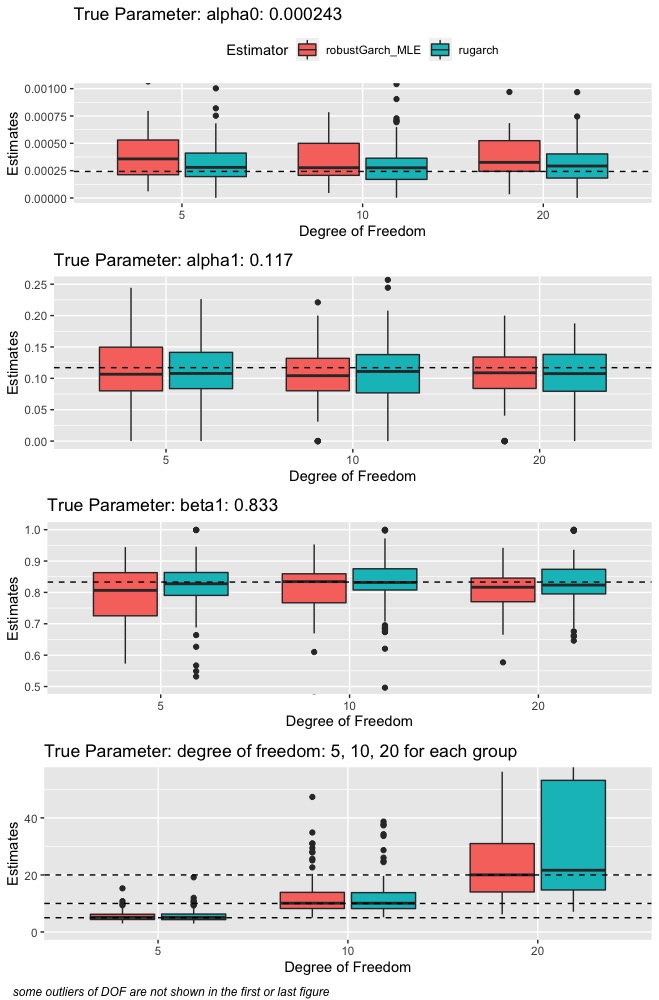 True Parameter: alpha0: 0.000243
Estimator robustGarch_MLE rugarch
0.00100
0.00075
0.00050
0.00025
0.00000
Estimates
5 10 20
Degree of Freedom
True Parameter: alpha1: 0.117
0.25
0.20
0.15
0.10
0.05
0.00
Estimates
5 10 20
Degree of Freedom
True Parameter: beta1: 0.833
1.0
0.9
0.8
0.7
0.6
0.5
Estimates
5 10 20
Degree of Freedom
True Parameter: degree of freedom: 5, 10, 20 for each group
40
20
0
Estimates
5 10 20
Degree of Freedom
some outliers of DOF are not shown in the first or last figure